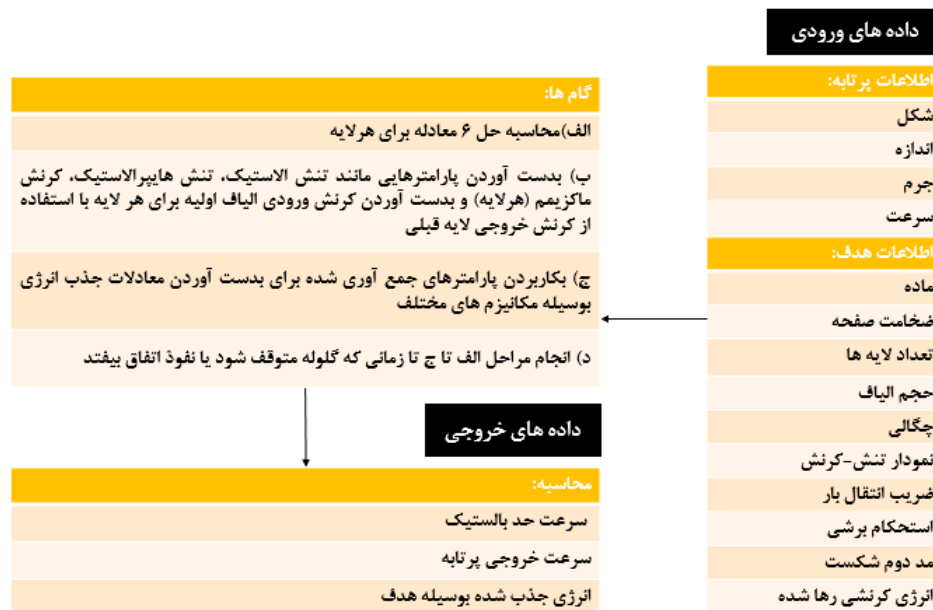 داده های ورودی
اطلاعات پرتابه:
شکل
اندازه
جرم
سرعت
اطلاعات هدف:
ماده
ضخامت صفحه
تعداد لایه ها
حجم الیاف
چگالی
نمودار تنش-کرنش
ضریب انتقال بار
استحکام برشی
مد دوم شکست
انرژی کرنشی رها شده
گام ها:
الف)محاسبه حل ۶ معادله برای هرلایه
ب) بدست آوردن پارامترهایی مانند تنش الاستیک، تنش هایپرالاستیک، کرنش
ماکزیمم (هرلایه) و بدست آوردن کرنش ورودی الیاف اولیه برای هر لایه با استفاده
از کرنش خروجی لایه قبلی
ج) بکاربردن پارامترهای جمع آوری شده برای بدست آوردن معادلات جذب انرژی
بوسیله مکانیزم های مختلف
د) انجام مراحل الف تا ج تا زمانی که گلوله متوقف شود یا نفوذ اتفاق بیفتد
داده های خروجی
محاسبه:
سرعت حد بالستیک
سرعت خروجی پرتابه
انرژی جذب شده بوسیله هدف